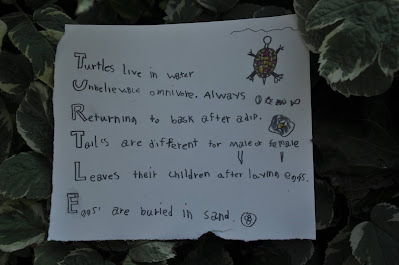 Turtles live in water
Unbelievable omnivore. Always
Returning to bask after a dip.
Tail's are different for male or female
Leaves their children after laying eggs.
Eggs' are buried in sand.